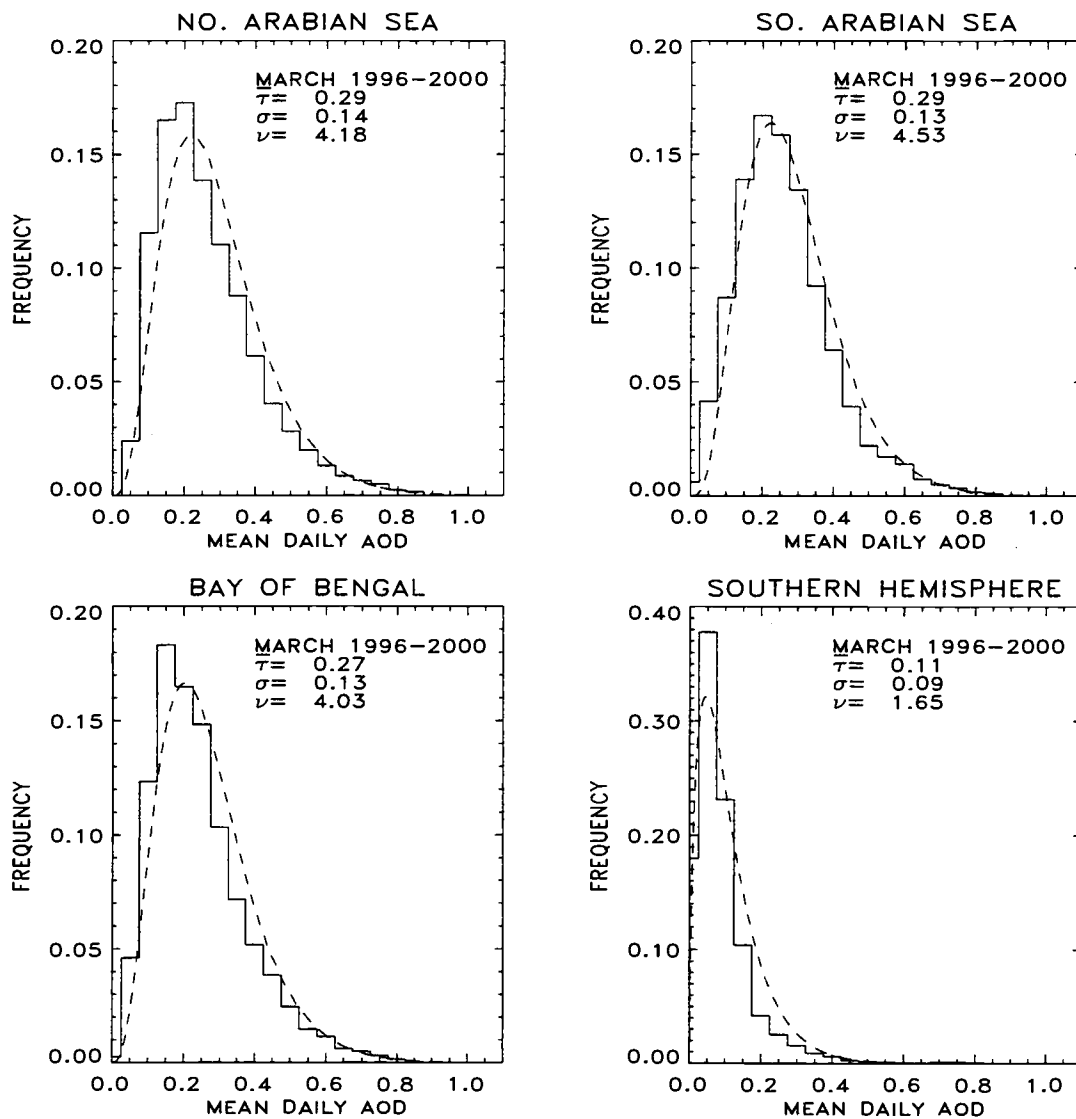 NO. ARABIAN SEA
MARCH 1996-2000
τ̅= 0.29
σ= 0.14
ν= 4.18
FREQUENCY
0.20
0.15
0.10
0.05
0.00
0.0 0.2 0.4 0.6 0.8 1.0
MEAN DAILY AOD
SO. ARABIAN SEA
MARCH 1996-2000
τ̅= 0.29
σ= 0.13
ν= 4.53
FREQUENCY
0.20
0.15
0.10
0.05
0.00
0.0 0.2 0.4 0.6 0.8 1.0
MEAN DAILY AOD
BAY OF BENGAL
MARCH 1996-2000
τ̅= 0.27
σ= 0.13
ν= 4.03
FREQUENCY
0.20
0.15
0.10
0.05
0.00
0.0 0.2 0.4 0.6 0.8 1.0
MEAN DAILY AOD
SOUTHERN HEMISPHERE
MARCH 1996-2000
τ̅= 0.11
σ= 0.09
ν= 1.65
FREQUENCY
0.40
0.30
0.20
0.10
0.00
0.0 0.2 0.4 0.6 0.8 1.0
MEAN DAILY AOD